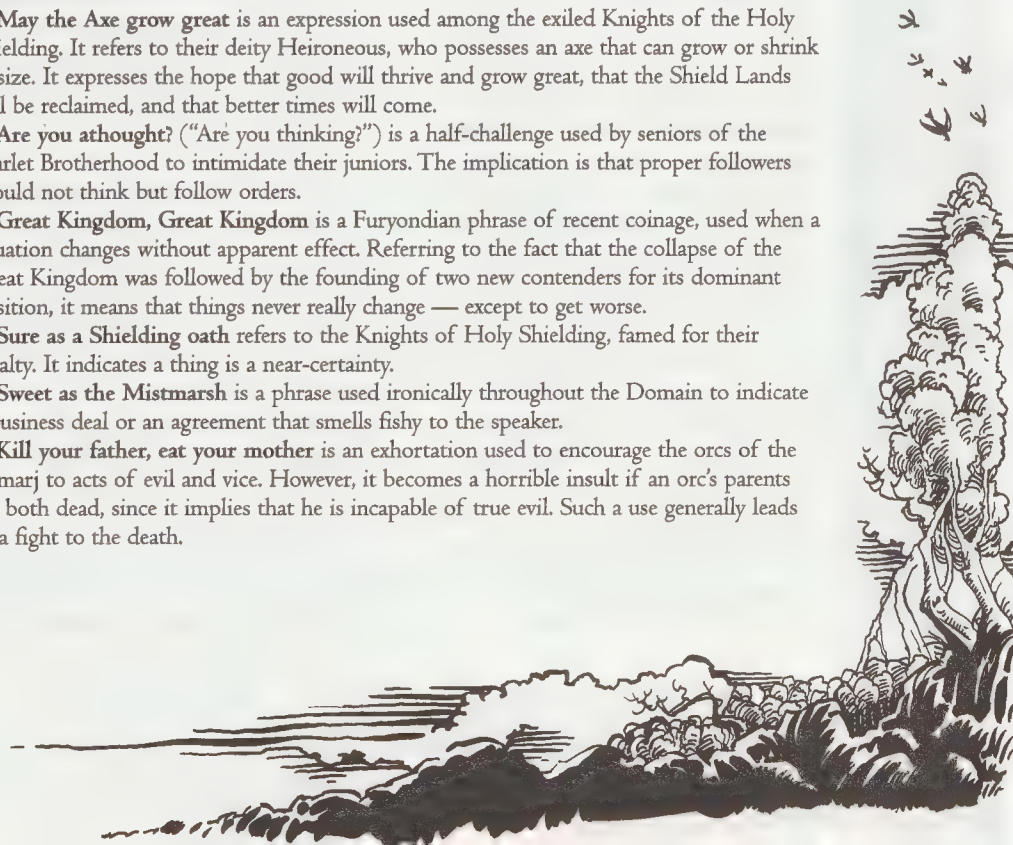 May the Axe grow great is an expression used among the exiled Knights of the Holy
ielding. It refers to their deity Heironeous, who possesses an axe that can grow or shrink
size. It expresses the hope that good will thrive and grow great, that the Shield Lands
l be reclaimed, and that better times will come.
Are you athought? ("Are you thinking?") is a half-challenge used by seniors of the
rlet Brotherhood to intimidate their juniors. The implication is that proper followers
ould not think but follow orders.
Great Kingdom, Great Kingdom is a Furyondian phrase of recent coinage, used when a
uation changes without apparent effect. Referring to the fact that the collapse of the
eat Kingdom was followed by the founding of two new contenders for its dominant
sition, it means that things never really change — except to get worse.
Sure as a Shielding oath refers to the Knights of Holy Shielding, famed for their
alty. It indicates a thing is a near-certainty.
Sweet as the Mistmarsh is a phrase used ironically throughout the Domain to indicate
usiness deal or an agreement that smells fishy to the speaker.
Kill your father, eat your mother is an exhortation used to encourage the orcs of the
marj to acts of evil and vice. However, it becomes a horrible insult if an orc's parents
both dead, since it implies that he is incapable of true evil. Such a use generally leads
a fight to the death.